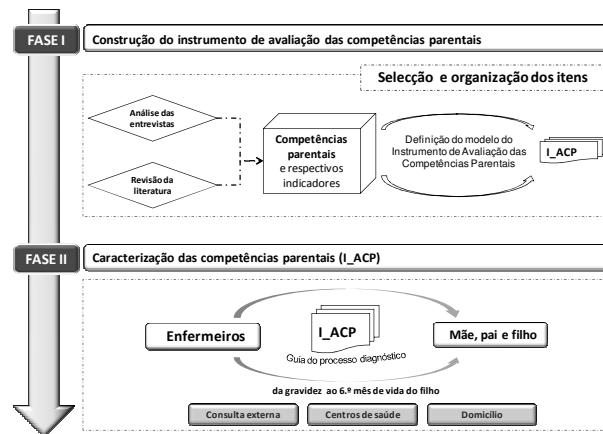 FASE I
Construção do instrumento de avaliação das competências parentais
Selecção e organização dos itens
Análise das
entrevistas
Revisão da
literatura
Competências
parentais
e respectivos
indicadores
Definição do modelo do
Instrumento de Avaliação das
Competências Parentais
I_ACP
FASE II
Caracterização das competências parentais (I_ACP)
Enfermeiros
I_ACP
Guia do processo diagnóstico
Mãe, pai e filho
da gravidez ao 6.º mês de vida do filho
Consulta externa
Centros de saúde
Domicílio